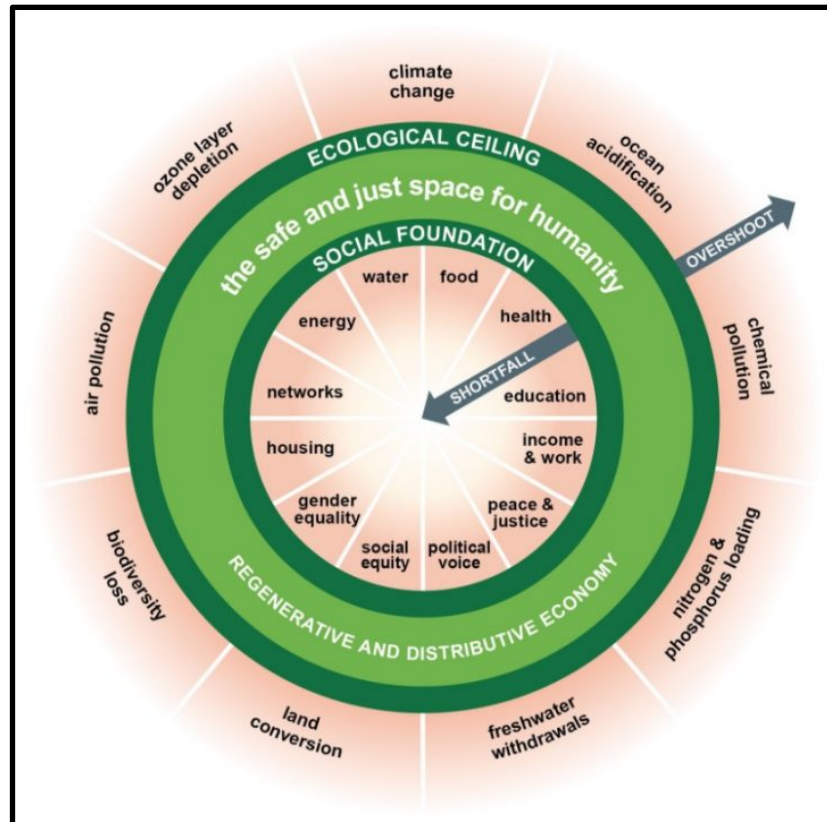 climate
change
ocean
acidification
OVERSHOOT
chemical
pollution
nitrogen &
phosphorus loading
freshwater
withdrawals
land
conversion
biodiversity
loss
air pollution
ozone layer
depletion
ECOLOGICAL CEILING
the safe and just space for humanity
SOCIAL FOUNDATION
water
food
health
SHORTFALL
education
income
& work
peace &
justice
political
voice
social
equity
gender
equality
housing
networks
energy
REGENERATIVE AND DISTRIBUTIVE ECONOMY